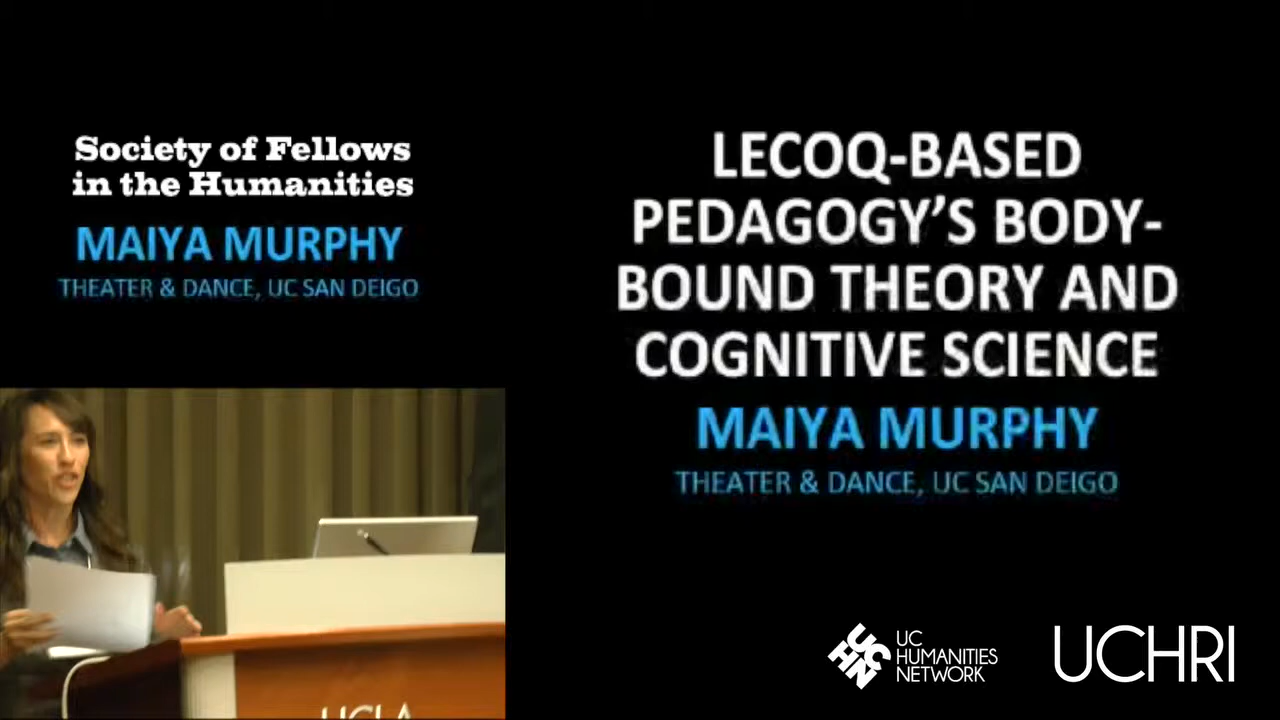 Society of Fellows
in the Humanities
MAIYA MURPHY
THEATER & DANCE, UC SAN DEIGO
LECOQ-BASED
PEDAGOGY'S BODY-
BOUND THEORY AND
COGNITIVE SCIENCE
MAIYA MURPHY
THEATER & DANCE, UC SAN DEIGO
UCLA
UC
HUMANITIES
NETWORK
UCHRI